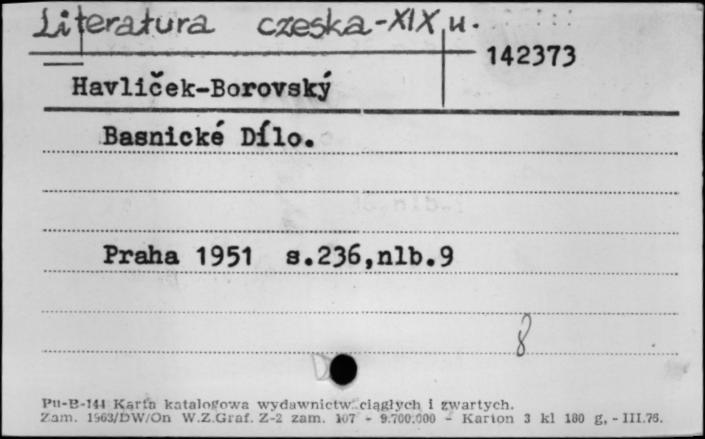 Literatura czeska-XIX w.
142373
Havliček-Borovský
Basnické Dílo.
Praha 1951 s.236,nlb.9
8
Pu-B-144 Karta katalogowa wydawnictw ciągłych i zwartych.
Zam. 1963/DW/On W.Z.Graf. Z-2 zam. 107 - 9.700.000 - Karton 3 kl 180 g. - III.76.